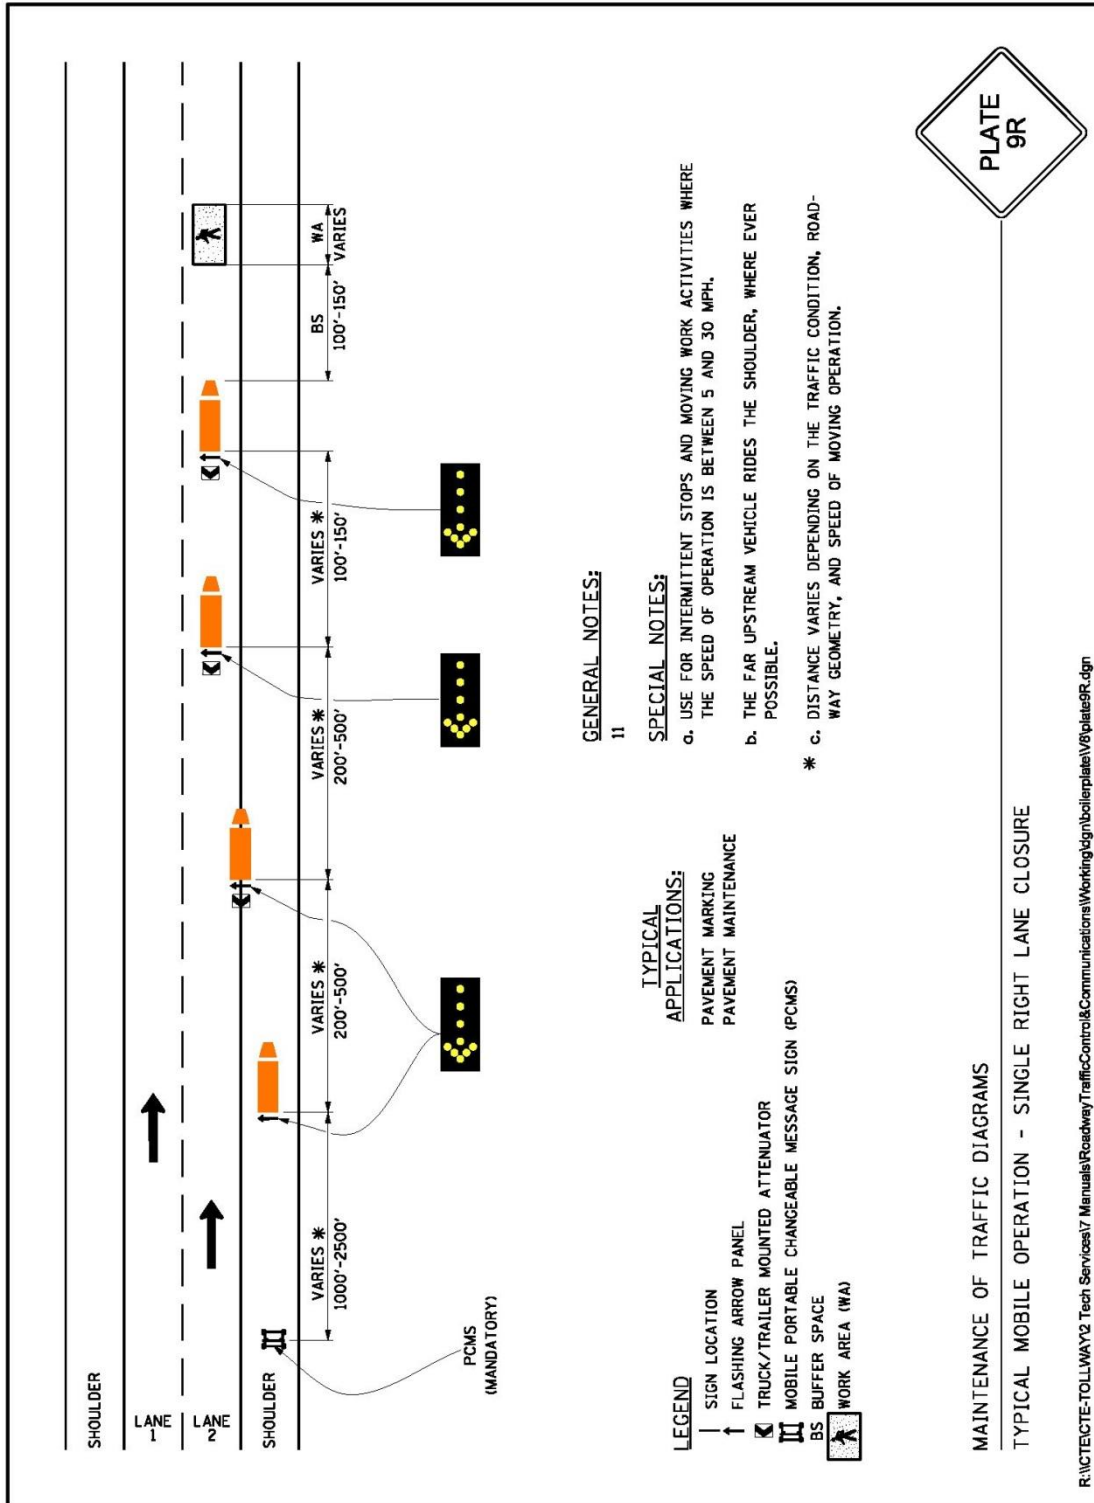 SHOULDER
LANE
1
LANE
2
SHOULDER
PCMS
(MANDATORY)
VARIES *
1000'-2500'
VARIES *
200'-500'
VARIES *
200'-500'
VARIES *
100'-150'
BS
100'-150'
WA
VARIES
LEGEND
SIGN LOCATION
FLASHING ARROW PANEL
TRUCK/TRAILER MOUNTED ATTENUATOR
MOBILE PORTABLE CHANGEABLE MESSAGE SIGN (PCMS)
BS BUFFER SPACE
WORK AREA (WA)
TYPICAL
APPLICATIONS:
PAVEMENT MARKING
PAVEMENT MAINTENANCE
GENERAL NOTES:
11
SPECIAL NOTES:
a. USE FOR INTERMITTENT STOPS AND MOVING WORK ACTIVITIES WHERE
THE SPEED OF OPERATION IS BETWEEN 5 AND 30 MPH.
b. THE FAR UPSTREAM VEHICLE RIDES THE SHOULDER, WHERE EVER
POSSIBLE.
* c. DISTANCE VARIES DEPENDING ON THE TRAFFIC CONDITION, ROAD-
WAY GEOMETRY, AND SPEED OF MOVING OPERATION.
MAINTENANCE OF TRAFFIC DIAGRAMS
TYPICAL MOBILE OPERATION - SINGLE RIGHT LANE CLOSURE
PLATE
9R
R:\\CTE\CTE-TOLLWAY\2 Tech Services\7 Manuals\RoadwayTrafficControl&Communications\Working\dgn\boilerplate\V8\plate9R.dgn